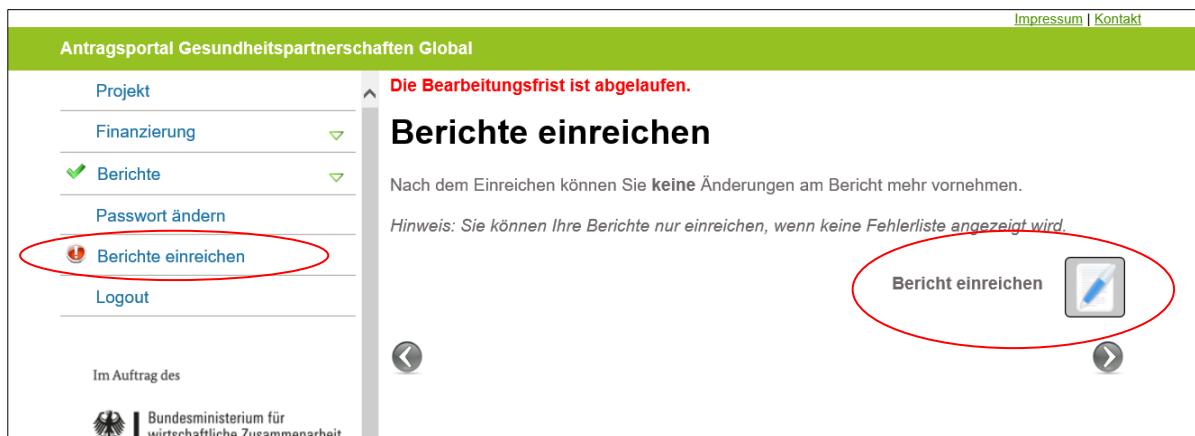 Impressum | Kontakt
Antragsportal Gesundheitspartnerschaften Global
Projekt
Finanzierung
Berichte
Passwort ändern
Berichte einreichen
Logout
Im Auftrag des
Bundesministerium für
wirtschaftliche Zusammenarbeit
Die Bearbeitungsfrist ist abgelaufen.
Berichte einreichen
Nach dem Einreichen können Sie keine Änderungen am Bericht mehr vornehmen.
Hinweis: Sie können Ihre Berichte nur einreichen, wenn keine Fehlerliste angezeigt wird.
Bericht einreichen